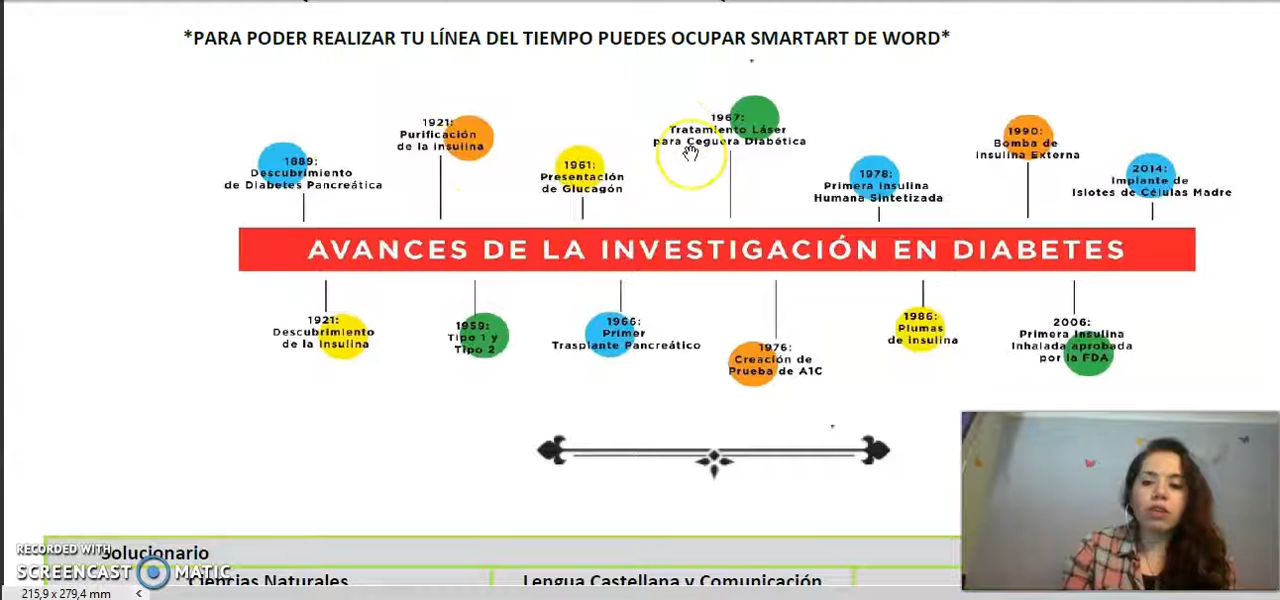 *PARA PODER REALIZAR TU LÍNEA DEL TIEMPO PUEDES OCUPAR SMARTART DE WORD*
1889:
Descubrimiento
de Diabetes Pancreática
1921:
Purificación
de la Insulina
1961:
Presentación
de Glucagón
1967:
Tratamiento Láser
para Ceguera Diabética
1978:
Primera Insulina
Humana Sintetizada
1990:
Bomba de
Insulina Externa
2014:
Implante de
Islotes de Células Madre
AVANCES DE LA INVESTIGACIÓN EN DIABETES
1921:
Descubrimiento
de la Insulina
1959:
Tipo 1 y
Tipo 2
1966:
Primer
Trasplante Pancreático
1976:
Creación de
Prueba de A1C
1986:
Plumas
de insulina
2006:
Primera Insulina
Inhalada aprobada
por la FDA
Solucionario
Ciencias Naturales
Lengua Castellana y Comunicación
RECORDED WITH
SCREENCAST MATIC
215,9 x 279,4 mm